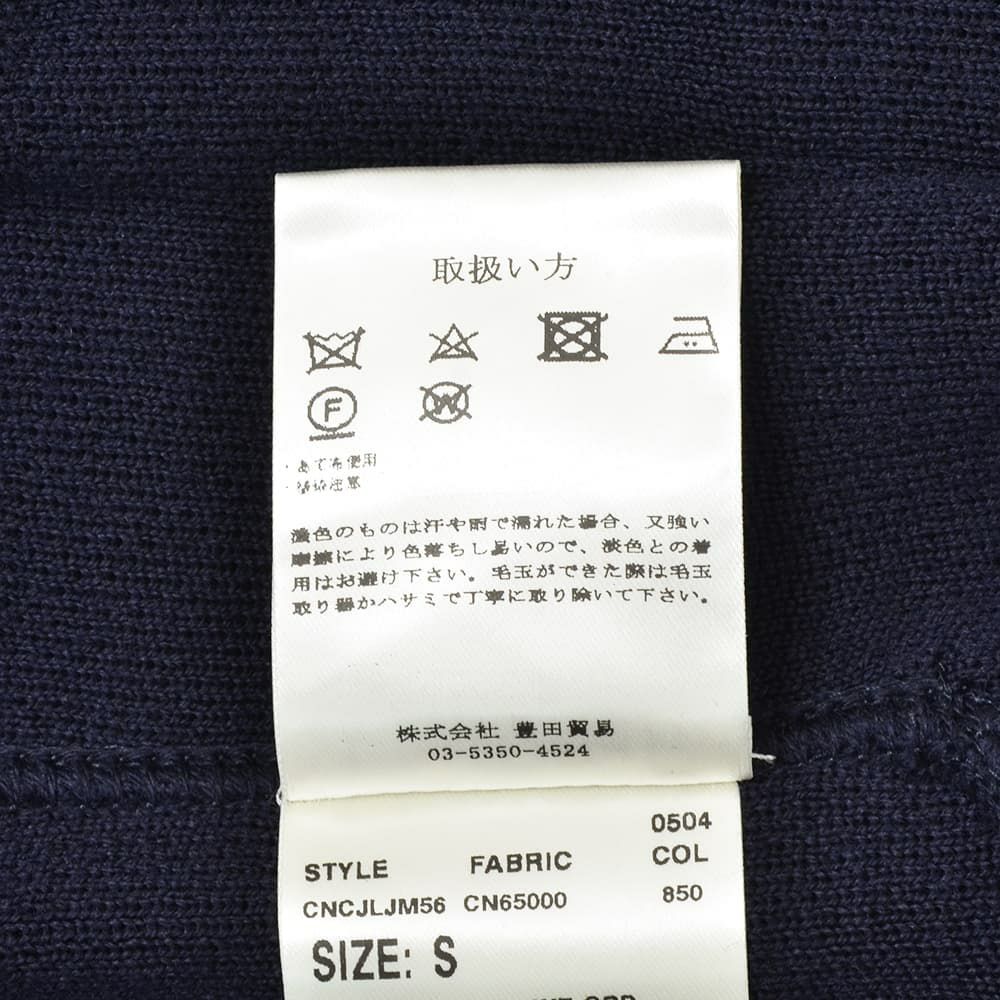 取扱い方
F W
・あて布使用
濃色のものは汗や雨で濡れた場合、又強い
摩擦により色落ちし易いので、淡色との着
用はお避け下さい。毛玉ができた際は毛玉
取り器かハサミで丁寧に取り除いて下さい。
株式会社 豊田貿易
03-5350-4524
0504
STYLE FABRIC COL
CNCJLJM56 CN65000 850
SIZE: S